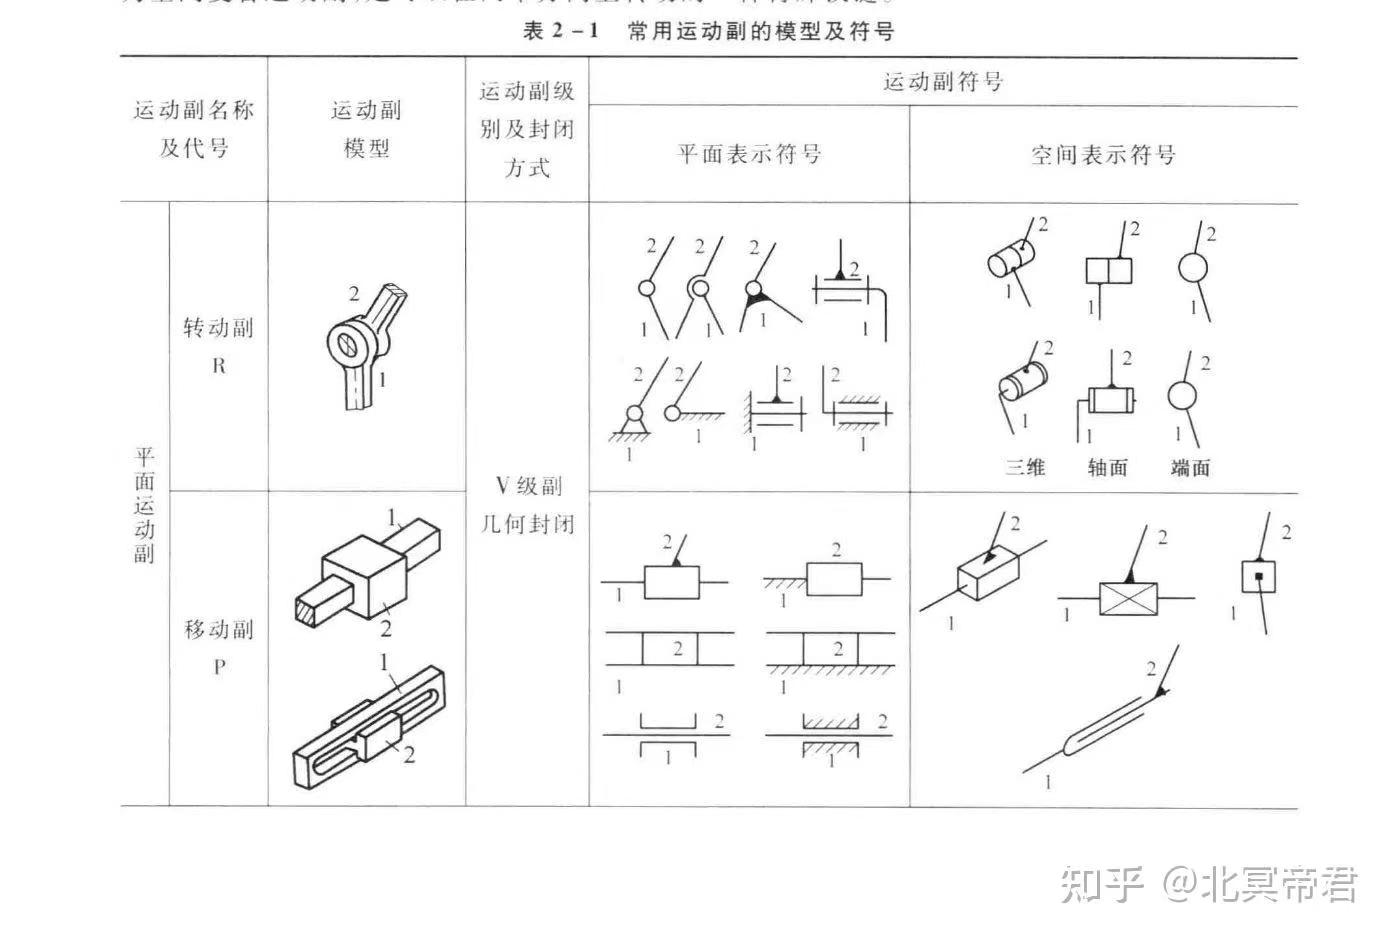 表 2-1 常用运动副的模型及符号
运动副名称
及代号
运动副
模型
运动副级
别及封闭
方式
运动副符号
平面表示符号
空间表示符号
平面运动副
转动副
R
2
1
V级副
几何封闭
2 2 2 2
1 1 1 1
2 2 2 2
1 1 1 1
2 2 2
1 1 1
2 2 2
1 1 1
三维 轴面 端面
移动副
P
1
2
1
2
2 2
1 1
2 2
1 1
2 2
1 1
2 2 2
1 1 1
2
1
知乎 @北冥帝君